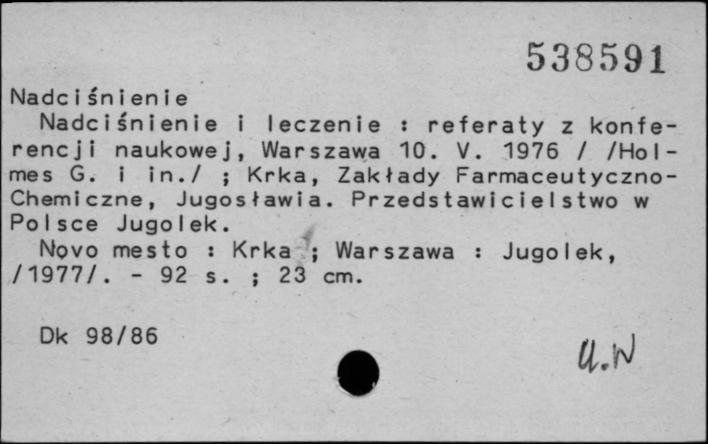 538591
Nadciśnienie
Nadciśnienie i leczenie : referaty z konfe-
rencji naukowej, Warszawa 10. V. 1976 / /Hol-
mes G. i in./ ; Krka, Zakłady Farmaceutyczno-
Chemiczne, Jugosławia. Przedstawicielstwo w
Polsce Jugolek.
Novo mesto : Krka ; Warszawa : Jugolek,
/1977/. - 92 s. ; 23 cm.
Dk 98/86
U.W